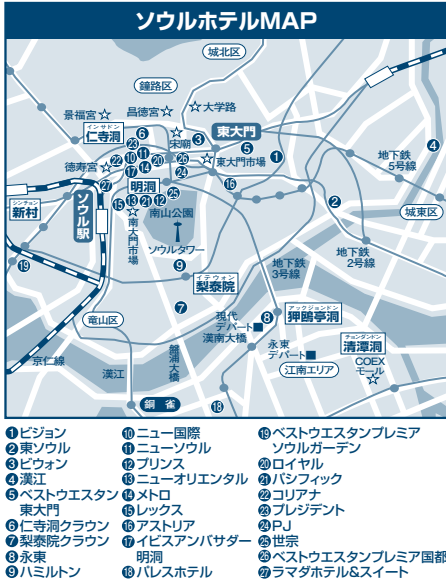 ソウルホテルMAP
城北区
鐘路区
景福宮☆
昌徳宮☆
☆大学路
インサドン
仁寺洞
☆
宗廟
東大門
☆
東大門市場
徳寿宮☆
明洞
地下鉄
5号線
城東区
シンチョン
新村
ソウル駅
☆
南大門市場
南山公園
ソウルタワー
地下鉄
2号線
地下鉄
3号線
イテウォン
梨泰院
竜山区
現代
デパート■
漢南大橋
アックジョンドン
狎鴎亭洞
永東
デパート■
チョンダンドン
清潭洞
COEX
モール
☆
江南エリア
盤浦大橋
京仁線
漢江
銅雀
❶ビジョン
❷東ソウル
❸ビウォン
❹漢江
❺ベストウエスタン
東大門
❻仁寺洞クラウン
❼梨泰院クラウン
❽永東
❾ハミルトン
❿ニュー国際
⓫ニューソウル
⓬プリンス
⓭ニューオリエンタル
⓮メトロ
⓯レックス
⓰アストリア
⓱イビスアンバサダー
明洞
⓲パレスホテル
⓳ベストウエスタンプレミア
ソウルガーデン
⓴ロイヤル
㉑パシフィック
㉒コリアナ
㉓プレジデント
㉔PJ
㉕世宗
㉖ベストウエスタンプレミア国都
㉗ラマダホテル&スイート